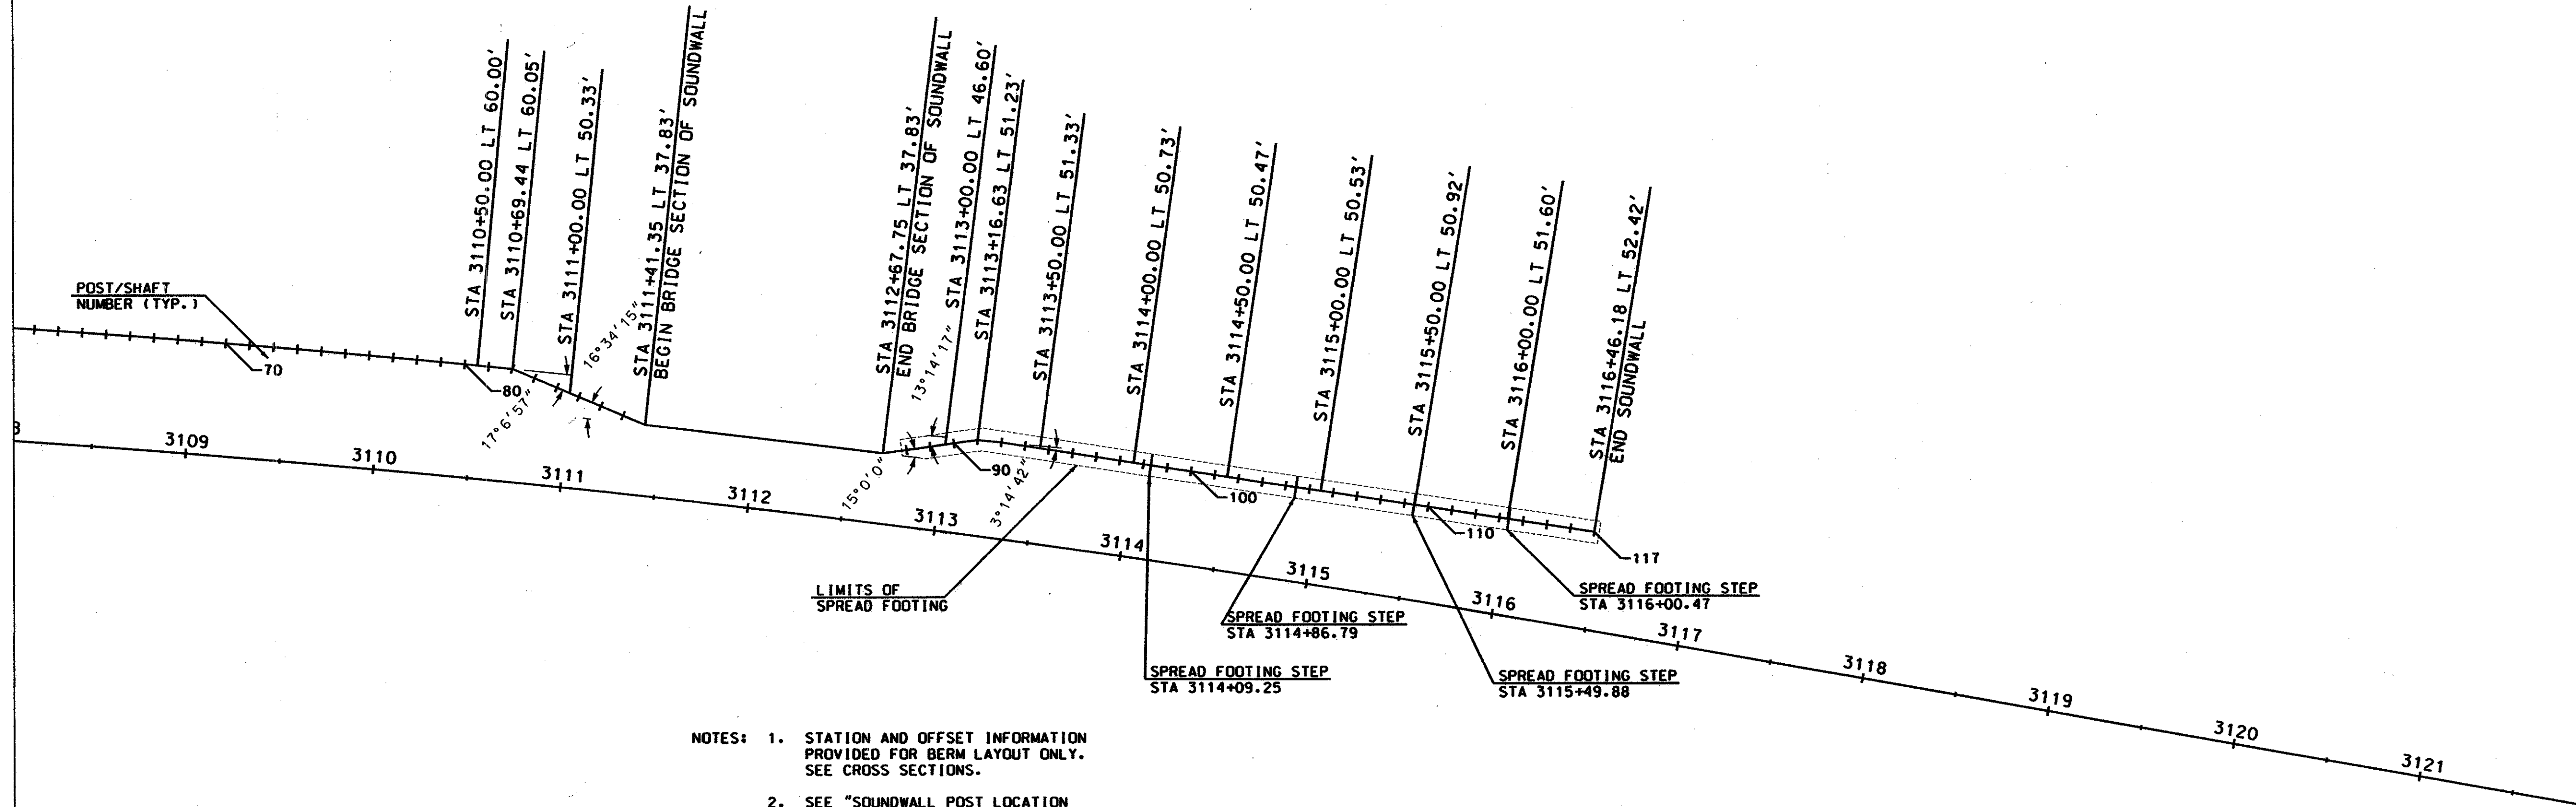 STA 3110+50.00 LT 60.00'
STA 3110+69.44 LT 60.05'
STA 3111+00.00 LT 50.33'
STA 3111+41.35 LT 37.83'
BEGIN BRIDGE SECTION OF SOUNDWALL
STA 3112+67.75 LT 37.83'
END BRIDGE SECTION OF SOUNDWALL
STA 3113+00.00 LT 46.60'
STA 3113+16.63 LT 51.23'
STA 3113+50.00 LT 51.33'
STA 3114+00.00 LT 50.73'
STA 3114+50.00 LT 50.47'
STA 3115+00.00 LT 50.53'
STA 3115+50.00 LT 50.92'
STA 3116+00.00 LT 51.60'
STA 3116+46.18 LT 52.42'
END SOUNDWALL
POST/SHAFT
NUMBER (TYP.)
70
80
17°6'57"
16°34'15"
15°0'0"
13°14'17"
3°14'42"
90
100
110
117
3109
3110
3111
3112
3113
3114
3115
3116
3117
3118
3119
3120
3121
LIMITS OF
SPREAD FOOTING
SPREAD FOOTING STEP
STA 3114+09.25
SPREAD FOOTING STEP
STA 3114+86.79
SPREAD FOOTING STEP
STA 3115+49.88
SPREAD FOOTING STEP
STA 3116+00.47
NOTES: 1. STATION AND OFFSET INFORMATION
PROVIDED FOR BERM LAYOUT ONLY.
SEE CROSS SECTIONS.
2. SEE "SOUNDWALL POST LOCATION